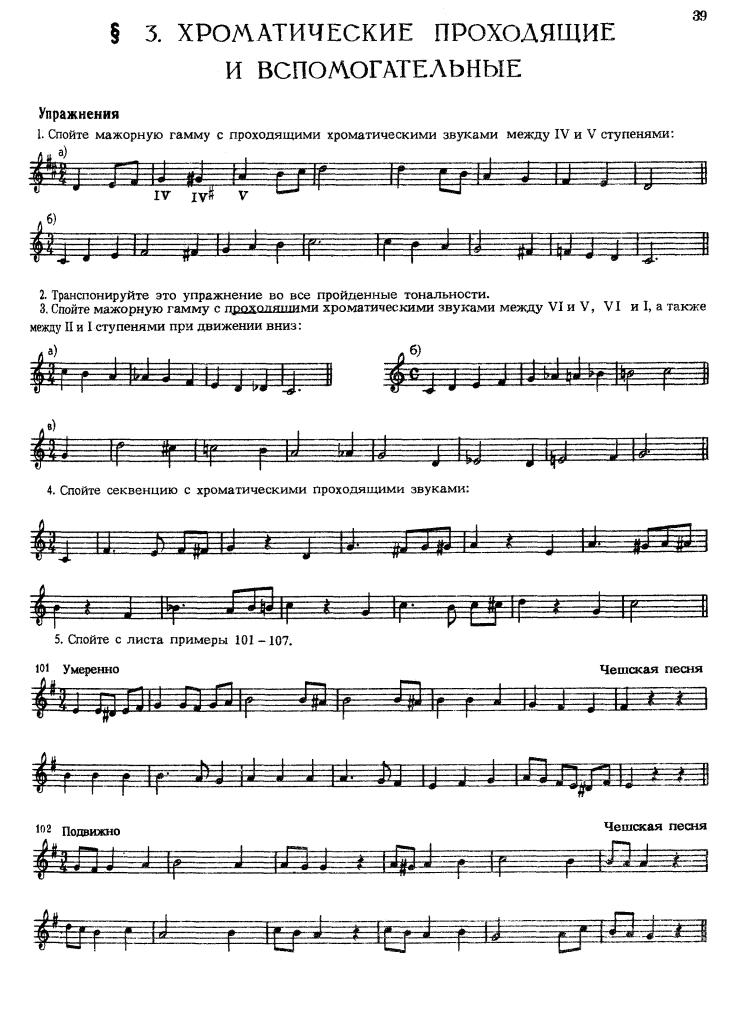 39
§ 3. ХРОМАТИЧЕСКИЕ ПРОХОДЯЩИЕ
И ВСПОМОГАТЕЛЬНЫЕ
Упражнения
1. Спойте мажорную гамму с проходящими хроматическими звуками между IV и V ступенями:
а)
IV IV# V
б)
2. Транспонируйте это упражнение во все пройденные тональности.
3. Спойте мажорную гамму с проходящими хроматическими звуками между VI и V, VI и I, а также
между II и I ступенями при движении вниз:
а) б)
в)
4. Спойте секвенцию с хроматическими проходящими звуками:
5. Спойте с листа примеры 101 – 107.
101 Умеренно Чешская песня
102 Подвижно Чешская песня